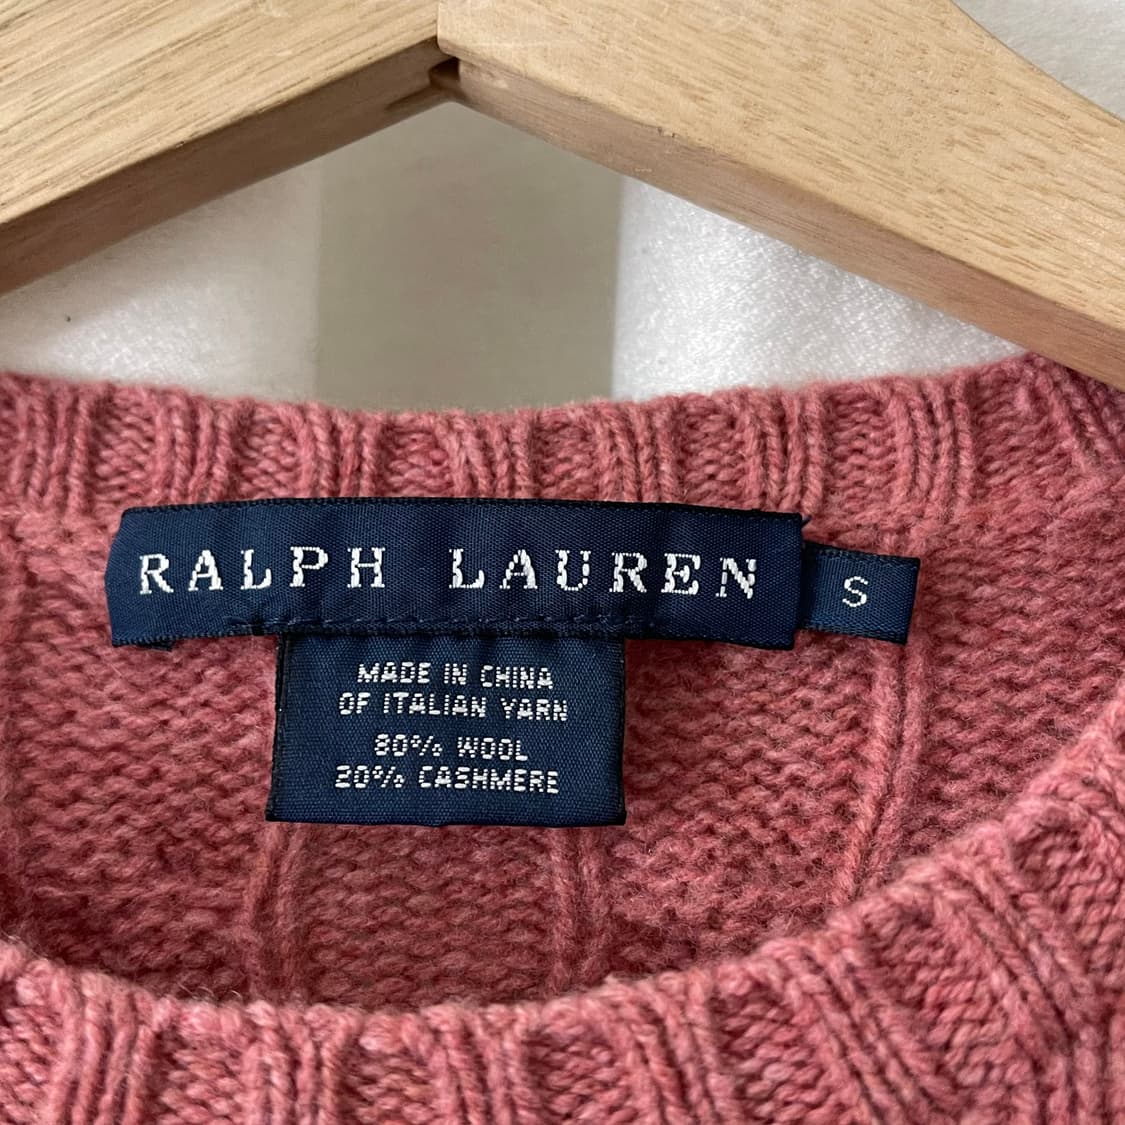 RALPH LAUREN
S
MADE IN CHINA
OF ITALIAN YARN
80% WOOL
20% CASHMERE